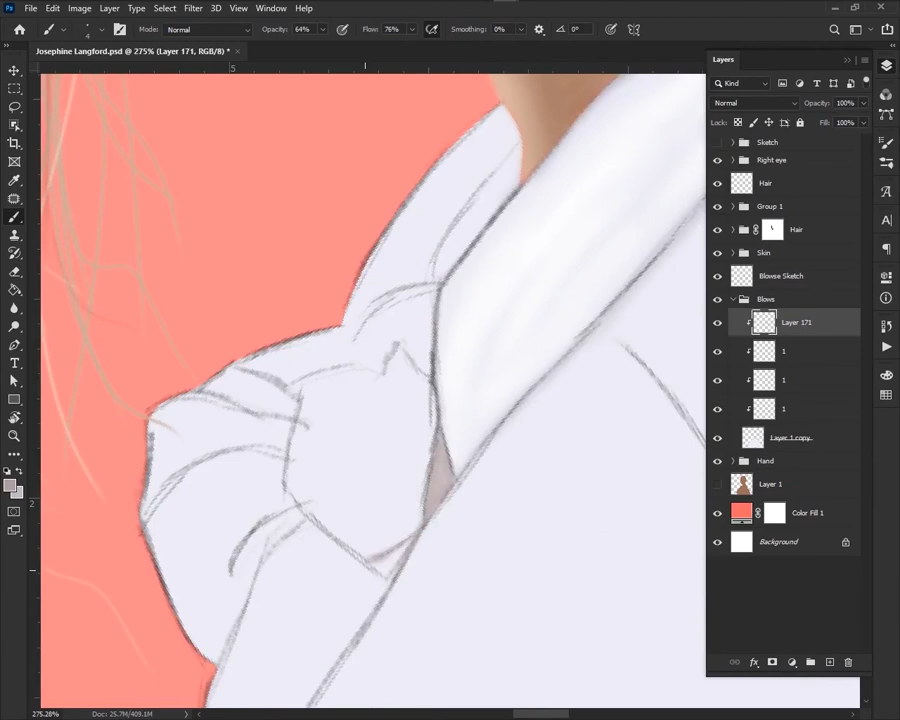 File Edit Image Layer Type Select Filter 3D View Window Help
4 Mode: Normal Opacity: 64% Flow: 76% Smoothing: 0% 0°
Josephine Langford.psd @ 275% (Layer 171, RGB/8) * ×
5
2
Layers
Kind
Normal Opacity: 100%
Lock: Fill: 100%
Sketch
Right eye
Hair
Group 1
Hair
Skin
Blowse Sketch
Blows
Layer 171
1
1
1
Layer 1 copy
Hand
Layer 1
Color Fill 1
Background
275.28% Doc: 25.7M/409.1M